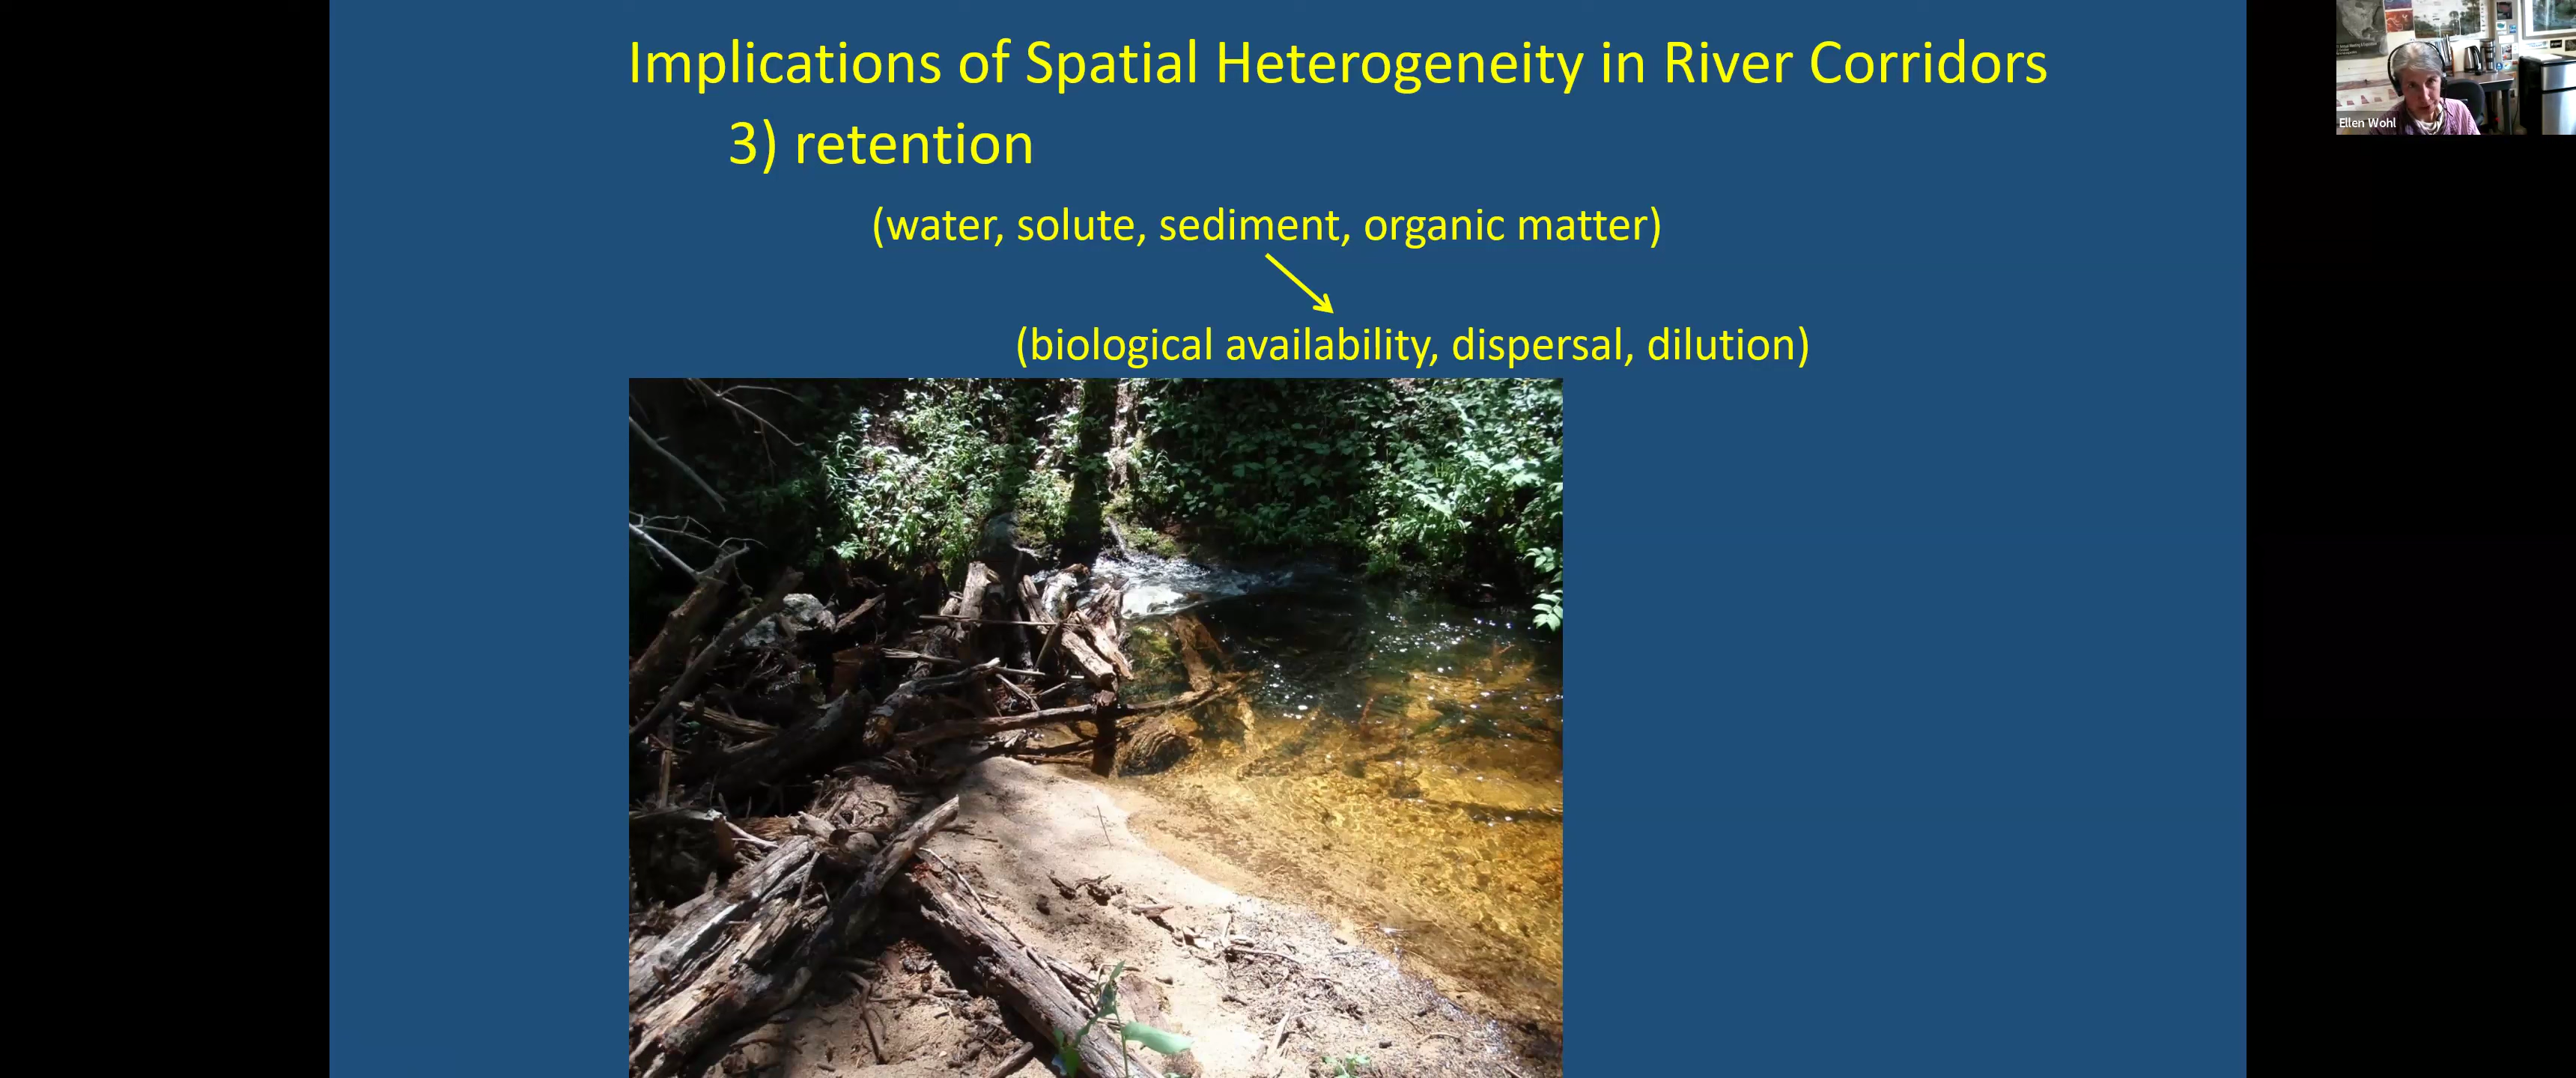 Implications of Spatial Heterogeneity in River Corridors
3) retention
(water, solute, sediment, organic matter)
(biological availability, dispersal, dilution)
Ellen Wohl